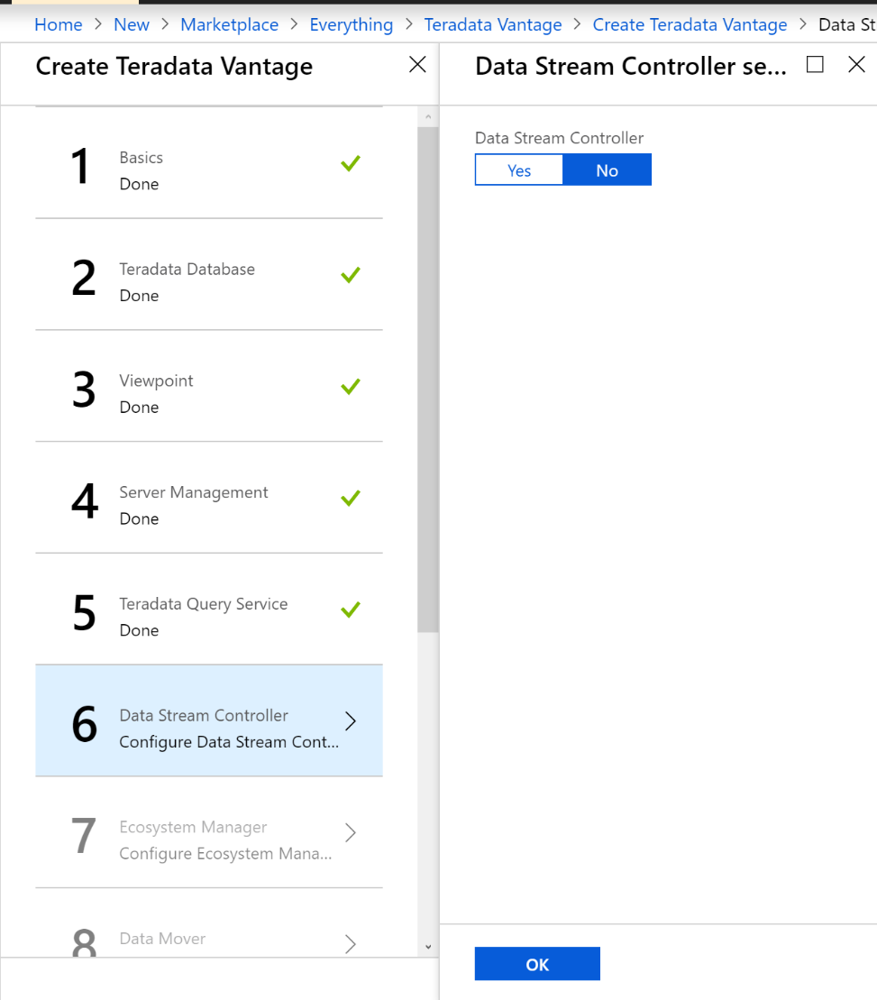 Home > New > Marketplace > Everything > Teradata Vantage > Create Teradata Vantage > Data St
Create Teradata Vantage
1
Basics
Done
2
Teradata Database
Done
3
Viewpoint
Done
4
Server Management
Done
5
Teradata Query Service
Done
6
Data Stream Controller
Configure Data Stream Cont...
7
Ecosystem Manager
Configure Ecosystem Mana...
8
Data Mover
Data Stream Controller se...
Data Stream Controller
Yes No
OK